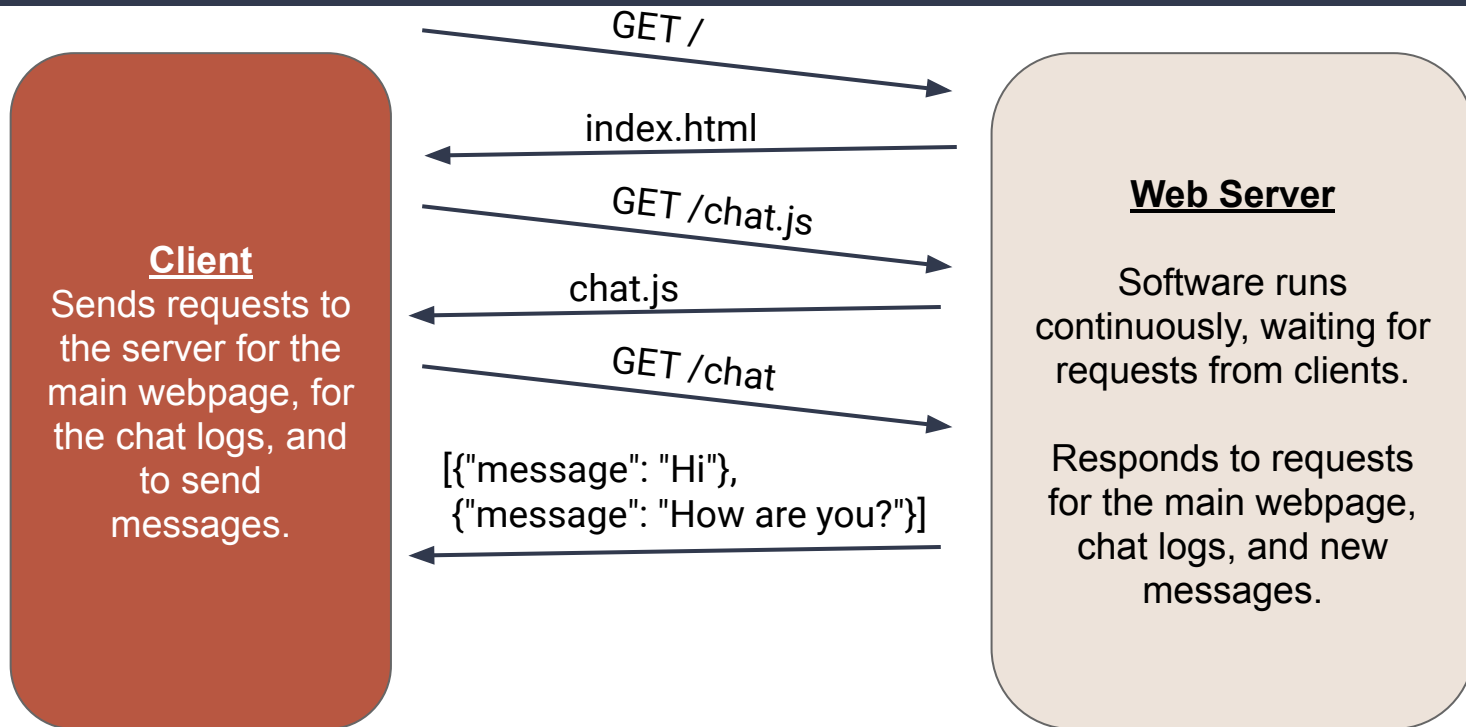 GET /
index.html
GET /chat.js
chat.js
GET /chat
[{"message": "Hi"},
{"message": "How are you?"}]
Client
Sends requests to
the server for the
main webpage, for
the chat logs, and
to send
messages.
Web Server
Software runs
continuously, waiting for
requests from clients.
Responds to requests
for the main webpage,
chat logs, and new
messages.